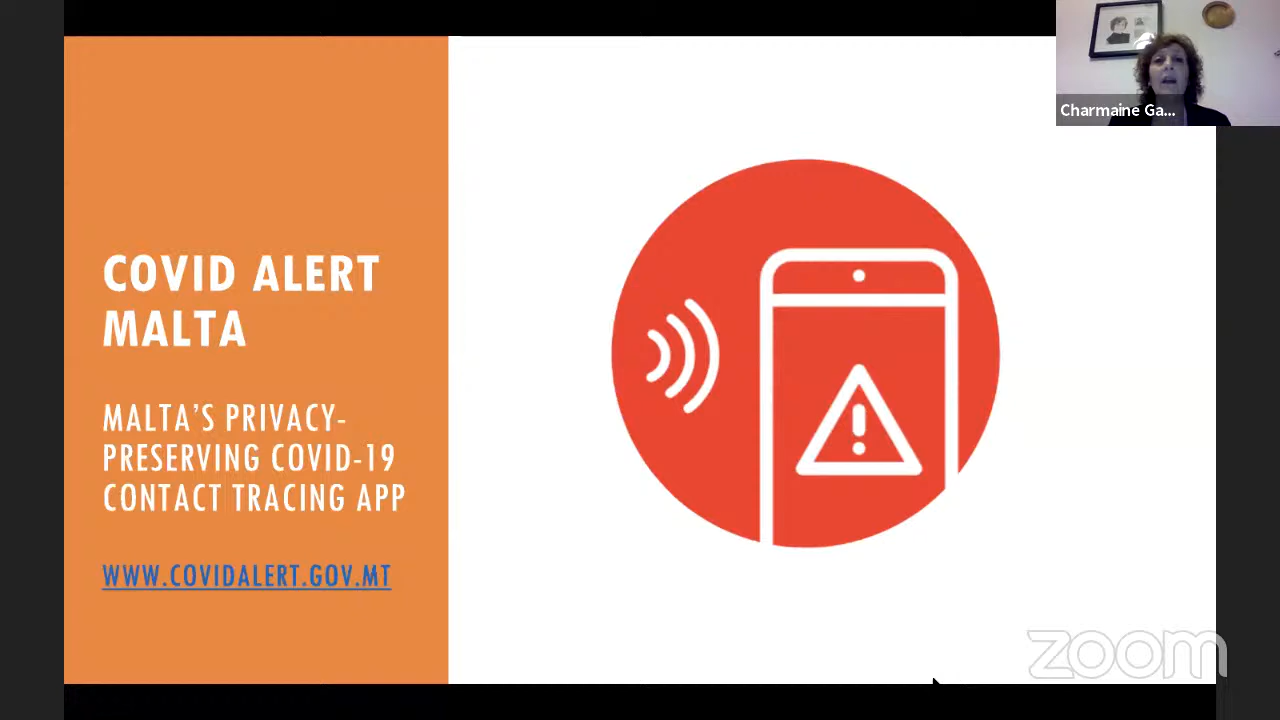 COVID ALERT
MALTA
MALTA'S PRIVACY-
PRESERVING COVID-19
CONTACT TRACING APP
WWW.COVIDALERT.GOV.MT
Charmaine Ga...
zoom